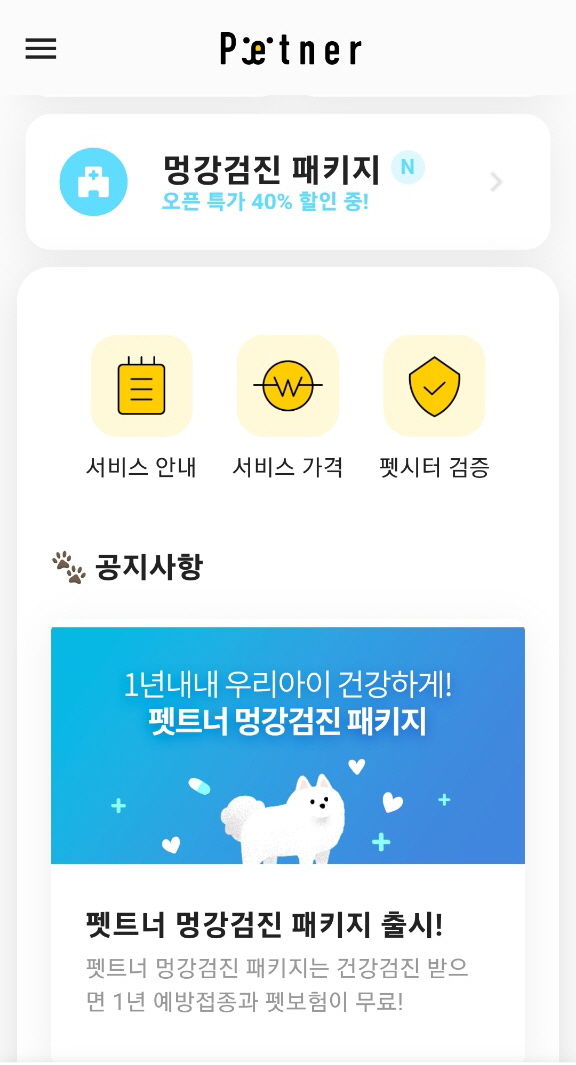 Petner
멍강검진 패키지 N
오픈 특가 40% 할인 중!
서비스 안내 서비스 가격 펫시터 검증
공지사항
1년내내 우리아이 건강하게!
펫트너 멍강검진 패키지
펫트너 멍강검진 패키지 출시!
펫트너 멍강검진 패키지는 건강검진 받으
면 1년 예방접종과 펫보험이 무료!